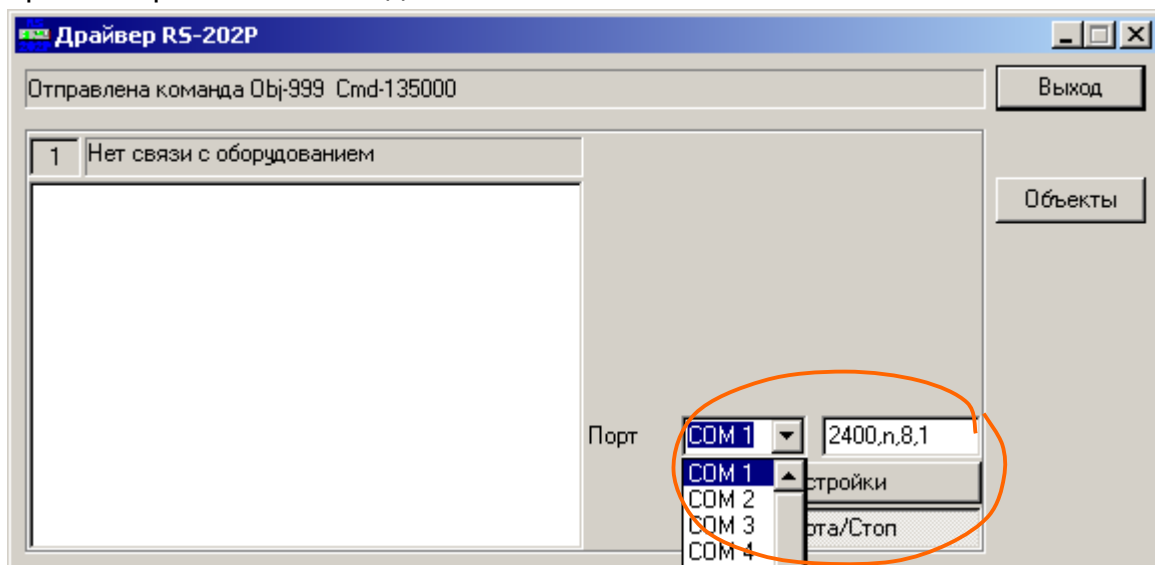 Драйвер RS-202P
Отправлена команда Obj-999 Cmd-135000
Выход
1 Нет связи с оборудованием
Объекты
Порт COM 1 2400,n,8,1
COM 1
стройки
COM 2
COM 3
ота/Стоп
COM 4